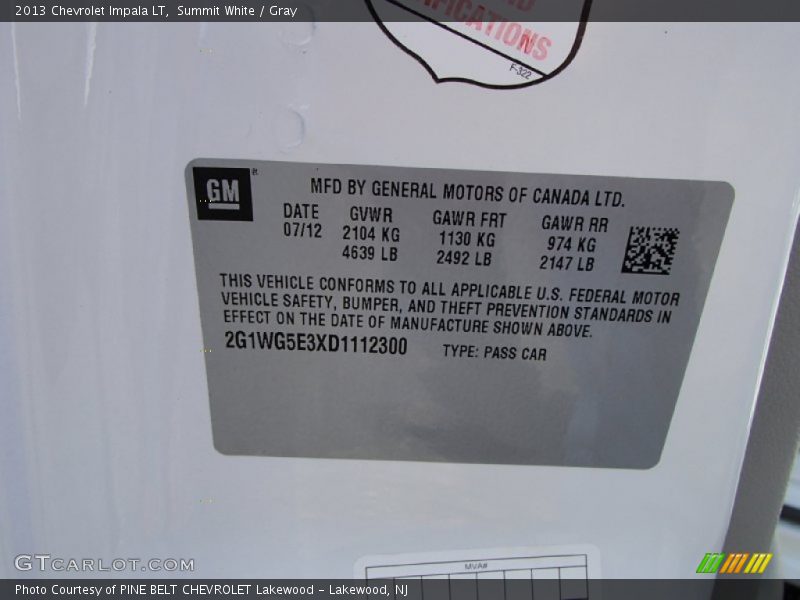 2013 Chevrolet Impala LT, Summit White / Gray
F-322
GM
MFD BY GENERAL MOTORS OF CANADA LTD.
DATE GVWR GAWR FRT GAWR RR
07/12 2104 KG 1130 KG 974 KG
4639 LB 2492 LB 2147 LB
THIS VEHICLE CONFORMS TO ALL APPLICABLE U.S. FEDERAL MOTOR
VEHICLE SAFETY, BUMPER, AND THEFT PREVENTION STANDARDS IN
EFFECT ON THE DATE OF MANUFACTURE SHOWN ABOVE.
2G1WG5E3XD1112300 TYPE: PASS CAR
GTCARLOT.COM
MVA#
Photo Courtesy of PINE BELT CHEVROLET Lakewood - Lakewood, NJ